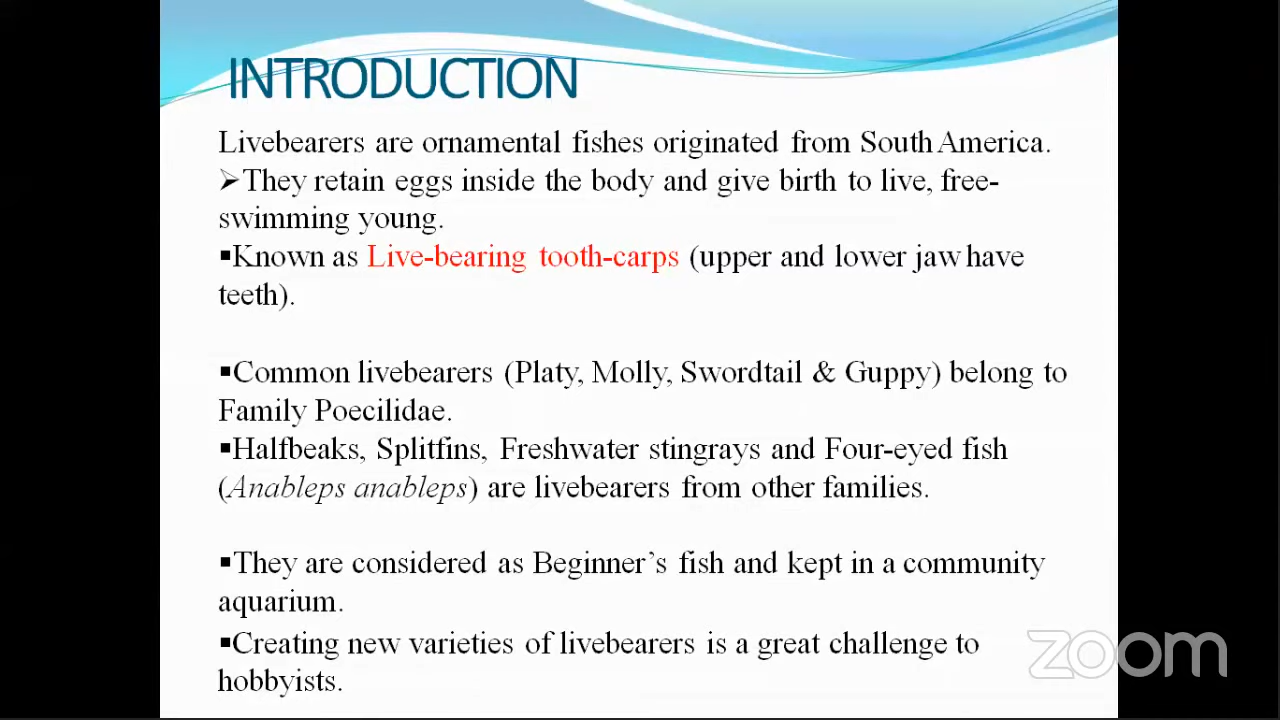 INTRODUCTION
Livebearers are ornamental fishes originated from South America.
➢They retain eggs inside the body and give birth to live, free-
swimming young.
▪Known as Live-bearing tooth-carps (upper and lower jaw have
teeth).
▪Common livebearers (Platy, Molly, Swordtail & Guppy) belong to
Family Poecilidae.
▪Halfbeaks, Splitfins, Freshwater stingrays and Four-eyed fish
(Anableps anableps) are livebearers from other families.
▪They are considered as Beginner’s fish and kept in a community
aquarium.
▪Creating new varieties of livebearers is a great challenge to
hobbyists.
zoom